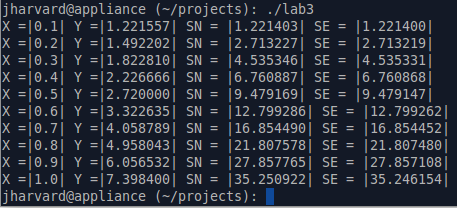 jharvard@appliance (~/projects): ./lab3
X =|0.1| Y =|1.221557| SN = |1.221403| SE = |1.221400|
X =|0.2| Y =|1.492202| SN = |2.713227| SE = |2.713219|
X =|0.3| Y =|1.822810| SN = |4.535346| SE = |4.535331|
X =|0.4| Y =|2.226666| SN = |6.760887| SE = |6.760868|
X =|0.5| Y =|2.720000| SN = |9.479169| SE = |9.479147|
X =|0.6| Y =|3.322635| SN = |12.799286| SE = |12.799262|
X =|0.7| Y =|4.058789| SN = |16.854490| SE = |16.854452|
X =|0.8| Y =|4.958043| SN = |21.807578| SE = |21.807480|
X =|0.9| Y =|6.056532| SN = |27.857765| SE = |27.857108|
X =|1.0| Y =|7.398400| SN = |35.250922| SE = |35.246154|
jharvard@appliance (~/projects):